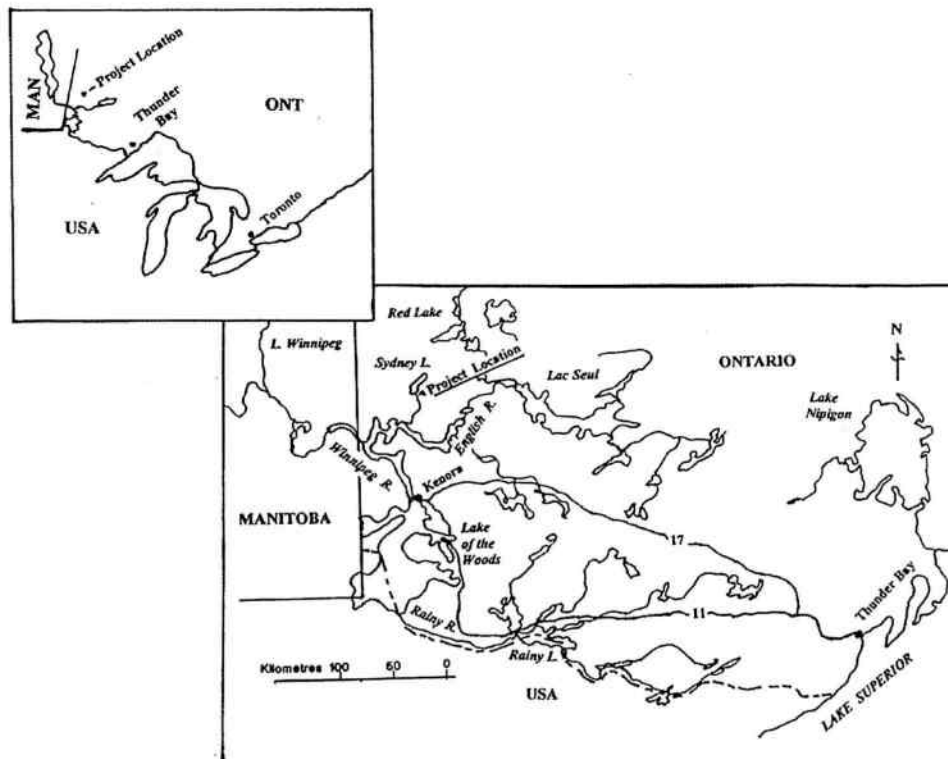 Project Location
MAN
ONT
Thunder
Bay
USA
Toronto
Red Lake
L. Winnipeg
Sydney L.
Project Location
Lac Seul
ONTARIO
N
Lake
Nipigon
English R.
Winnipeg R.
Kenora
MANITOBA
Lake
of the
Woods
17
Thunder Bay
11
Rainy R.
Rainy L.
Kilometres 100 50 0
USA
LAKE SUPERIOR